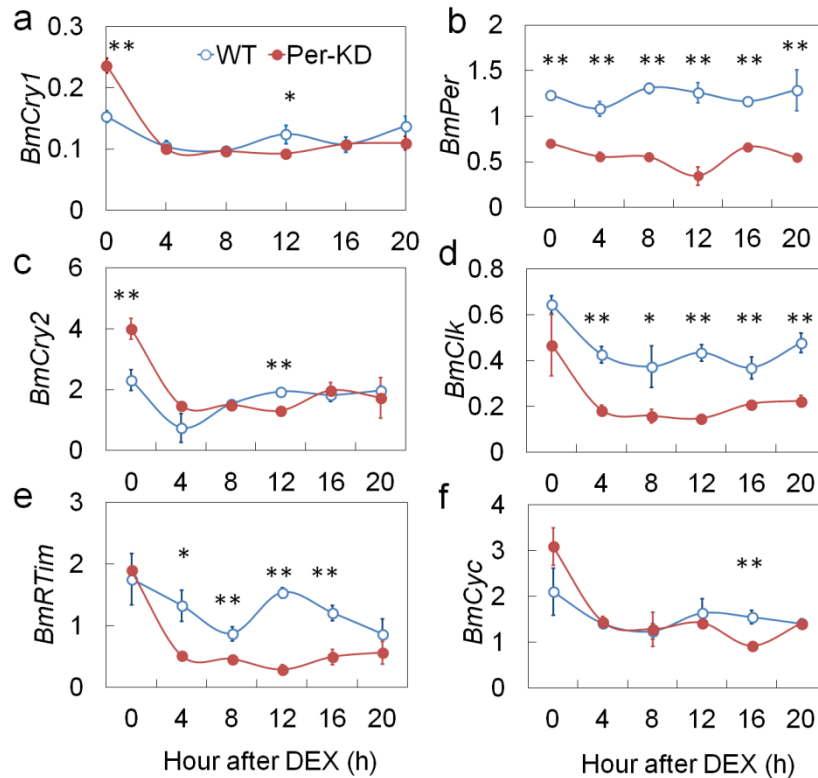 a
0.3
0.2
0.1
0
BmCry1
**
WT Per-KD
*
0 4 8 12 16 20
b
2
1.5
1
0.5
0
BmPer
** ** ** ** ** **
0 4 8 12 16 20
c
6
4
2
0
BmCry2
**
**
0 4 8 12 16 20
d
0.8
0.6
0.4
0.2
0
BmClk
** * ** ** **
0 4 8 12 16 20
e
3
2
1
0
BmRTim
* ** ** **
0 4 8 12 16 20
Hour after DEX (h)
f
4
3
2
1
0
BmCyc
**
0 4 8 12 16 20
Hour after DEX (h)